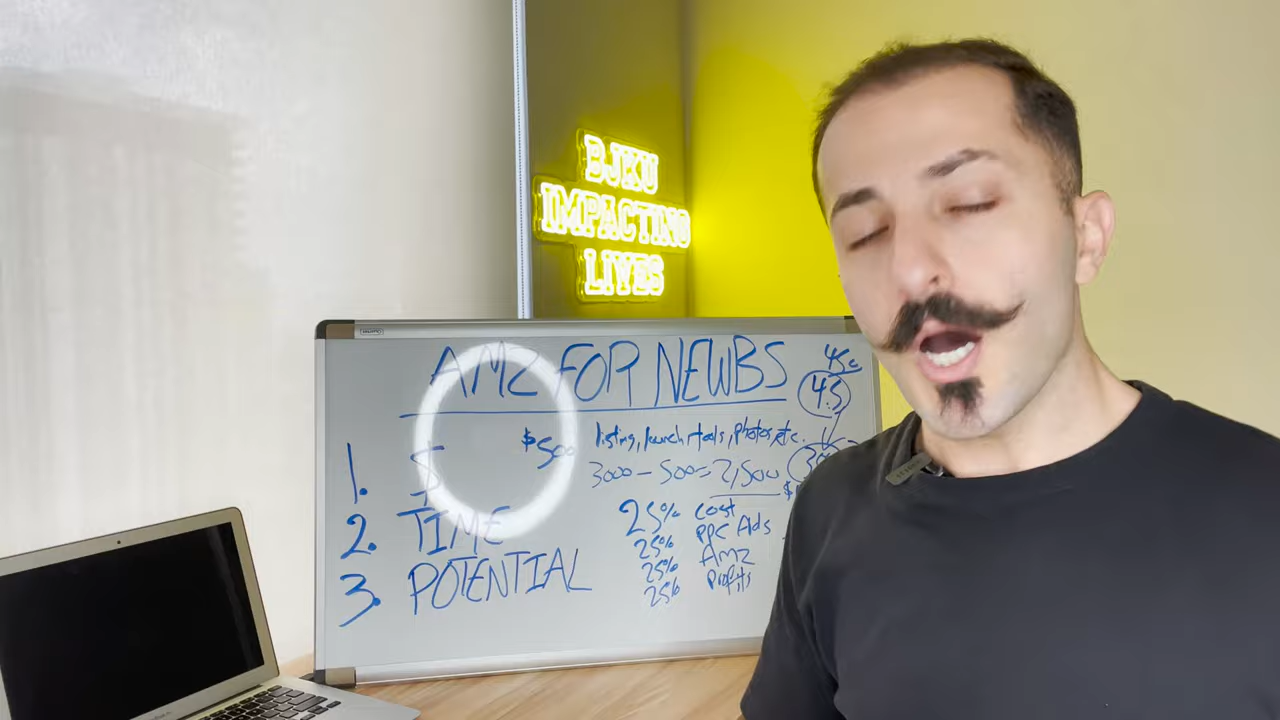 BJKU
IMPACTING
LIVES
AMZ FOR NEWBS
4.5
1. $
$500 listing, launch, tools, photos, etc.
3000 - 500 = 2,500
2. TIME
3. POTENTIAL
25% cost
25% PPC Ads
25% Amz
25% Profits